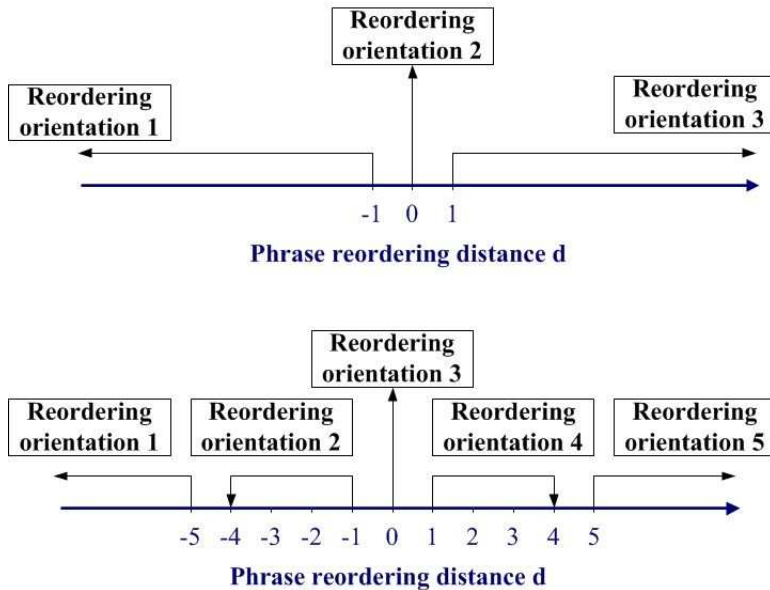 Reordering
orientation 2
Reordering
orientation 1
Reordering
orientation 3
-1 0 1
Phrase reordering distance d
Reordering
orientation 3
Reordering
orientation 1
Reordering
orientation 2
Reordering
orientation 4
Reordering
orientation 5
-5 -4 -3 -2 -1 0 1 2 3 4 5
Phrase reordering distance d